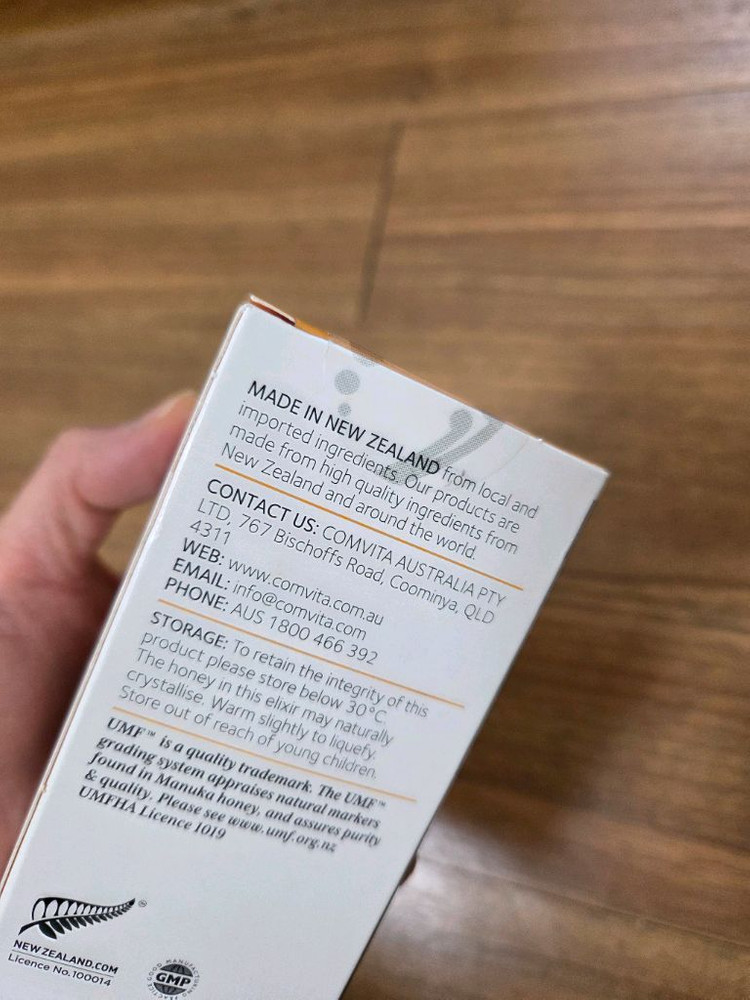 MADE IN NEW ZEALAND from local and
imported ingredients. Our products are
made from high quality ingredients from
New Zealand and around the world.
CONTACT US: COMVITA AUSTRALIA PTY
LTD, 767 Bischoffs Road, Coominya, QLD
4311
WEB: www.comvita.com.au
EMAIL: info@comvita.com
PHONE: AUS 1800 466 392
STORAGE: To retain the integrity of this
product please store below 30°C.
The honey in this elixir may naturally
crystallise. Warm slightly to liquefy.
Store out of reach of young children.
UMF™ is a quality trademark. The UMF™
grading system appraises natural markers
found in Manuka honey, and assures purity
& quality. Please see www.umf.org.nz
UMFHA Licence 1019
®
NEWZEALAND.COM
Licence No.100014
GOOD MANUFACTURING PRACTICE
GMP